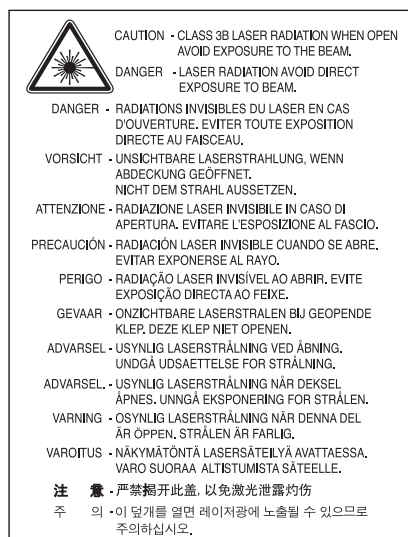 CAUTION - CLASS 3B LASER RADIATION WHEN OPEN
AVOID EXPOSURE TO THE BEAM.
DANGER - LASER RADIATION AVOID DIRECT
EXPOSURE TO BEAM.
DANGER - RADIATIONS INVISIBLES DU LASER EN CAS
D'OUVERTURE. EVITER TOUTE EXPOSITION
DIRECTE AU FAISCEAU.
VORSICHT - UNSICHTBARE LASERSTRAHLUNG, WENN
ABDECKUNG GEÖFFNET.
NICHT DEM STRAHL AUSSETZEN.
ATTENZIONE - RADIAZIONE LASER INVISIBILE IN CASO DI
APERTURA. EVITARE L'ESPOSIZIONE AL FASCIO.
PRECAUCIÓN - RADIACIÓN LASER INVISIBLE CUANDO SE ABRE.
EVITAR EXPONERSE AL RAYO.
PERIGO - RADIAÇÃO LASER INVISÍVEL AO ABRIR. EVITE
EXPOSIÇÃO DIRECTA AO FEIXE.
GEVAAR - ONZICHTBARE LASERSTRALEN BIJ GEOPENDE
KLEP. DEZE KLEP NIET OPENEN.
ADVARSEL - USYNLIG LASERSTRÅLNING VED ÅBNING.
UNDGÅ UDSAETTELSE FOR STRÅLNING.
ADVARSEL. - USYNLIG LASERSTRÅLNING NÅR DEKSEL
ÅPNES. UNNGÅ EKSPONERING FOR STRÅLEN.
VARNING - OSYNLIG LASERSTRÅLNING NÄR DENNA DEL
ÄR ÖPPEN. STRÅLEN ÄR FARLIG.
VAROITUS - NÄKYMÄTÖNTÄ LASERSÄTEILYÄ AVATTAESSA.
VARO SUORAA ALTISTUMISTA SÄTEELLE.
注 意 - 严禁揭开此盖, 以免激光泄露灼伤
주 의 - 이 덮개를 열면 레이저광에 노출될 수 있으므로
주의하십시오.